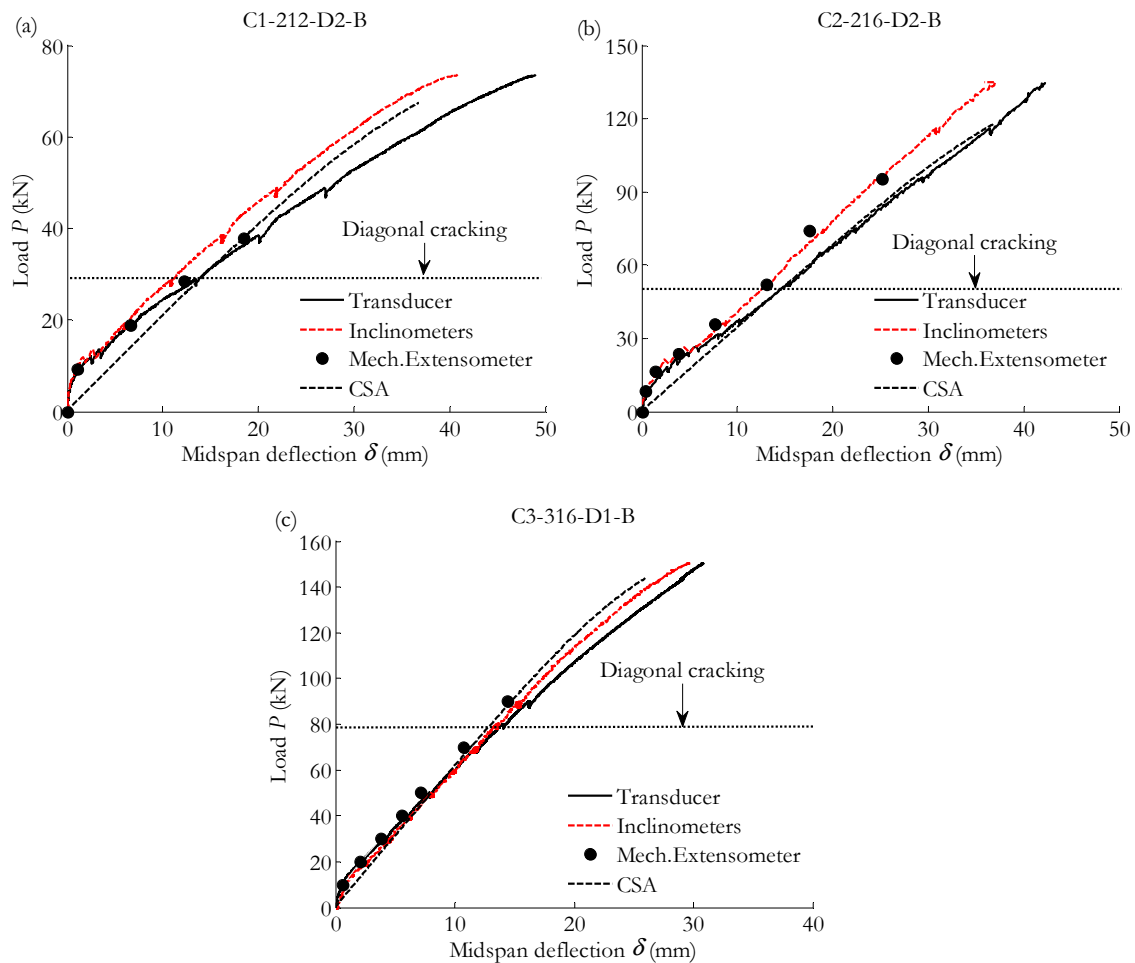 (a)
C1-212-D2-B
80
60
40
20
0
Load P (kN)
Diagonal cracking
Transducer
Inclinometers
Mech.Extensometer
CSA
0 10 20 30 40 50
Midspan deflection δ (mm)
(b)
C2-216-D2-B
150
120
90
60
30
0
Load P (kN)
Diagonal cracking
Transducer
Inclinometers
Mech.Extensometer
CSA
0 10 20 30 40 50
Midspan deflection δ (mm)
(c)
C3-316-D1-B
160
140
120
100
80
60
40
20
0
Load P (kN)
Diagonal cracking
Transducer
Inclinometers
Mech.Extensometer
CSA
0 10 20 30 40
Midspan deflection δ (mm)